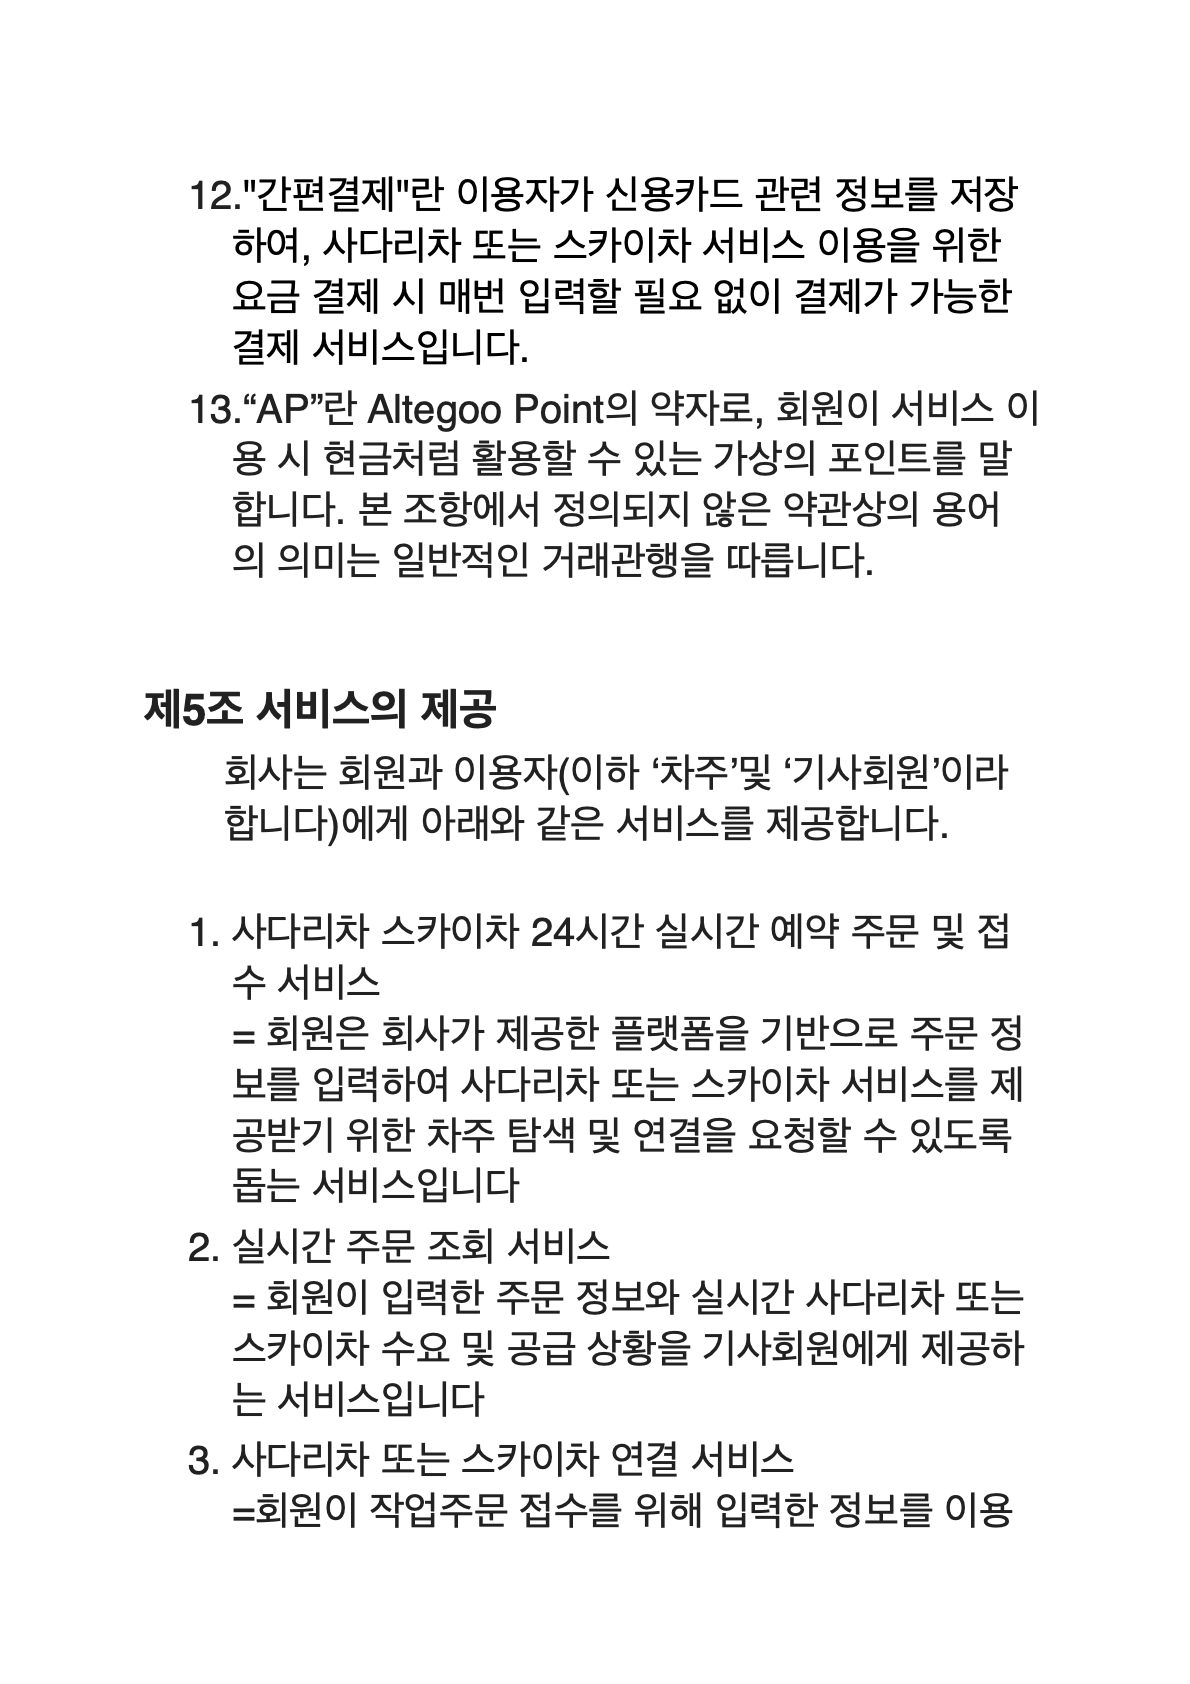 12."간편결제"란 이용자가 신용카드 관련 정보를 저장
하여, 사다리차 또는 스카이차 서비스 이용을 위한
요금 결제 시 매번 입력할 필요 없이 결제가 가능한
결제 서비스입니다.
13.“AP”란 Altegoo Point의 약자로, 회원이 서비스 이
용 시 현금처럼 활용할 수 있는 가상의 포인트를 말
합니다. 본 조항에서 정의되지 않은 약관상의 용어
의 의미는 일반적인 거래관행을 따릅니다.
제5조 서비스의 제공
회사는 회원과 이용자(이하 ‘차주’및 ‘기사회원’이라
합니다)에게 아래와 같은 서비스를 제공합니다.
1. 사다리차 스카이차 24시간 실시간 예약 주문 및 접
수 서비스
= 회원은 회사가 제공한 플랫폼을 기반으로 주문 정
보를 입력하여 사다리차 또는 스카이차 서비스를 제
공받기 위한 차주 탐색 및 연결을 요청할 수 있도록
돕는 서비스입니다
2. 실시간 주문 조회 서비스
= 회원이 입력한 주문 정보와 실시간 사다리차 또는
스카이차 수요 및 공급 상황을 기사회원에게 제공하
는 서비스입니다
3. 사다리차 또는 스카이차 연결 서비스
=회원이 작업주문 접수를 위해 입력한 정보를 이용